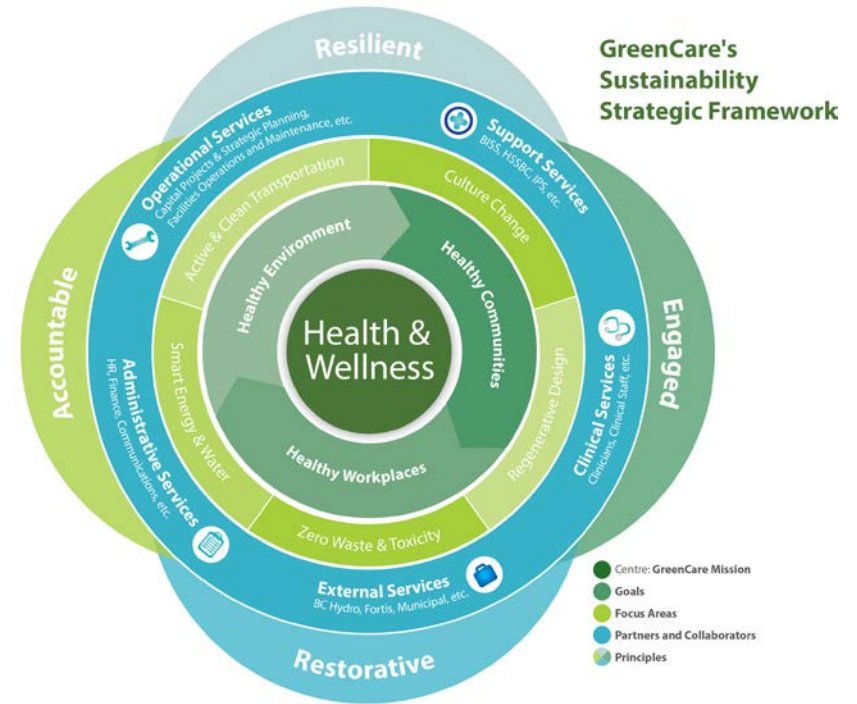 GreenCare's
Sustainability
Strategic Framework
Resilient
Engaged
Restorative
Accountable
Operational Services
Capital Projects & Strategic Planning,
Facilities Operations and Maintenance, etc.
Support Services
BISS, HSSBC, IPS, etc.
Clinical Services
Clinicians, Clinical Staff, etc.
External Services
BC Hydro, Fortis, Municipal, etc.
Administrative Services
HR, Finance, Communications, etc.
Active & Clean Transportation
Culture Change
Regenerative Design
Zero Waste & Toxicity
Smart Energy & Water
Healthy Environment
Healthy Communities
Healthy Workplaces
Health &
Wellness
Centre: GreenCare Mission
Goals
Focus Areas
Partners and Collaborators
Principles